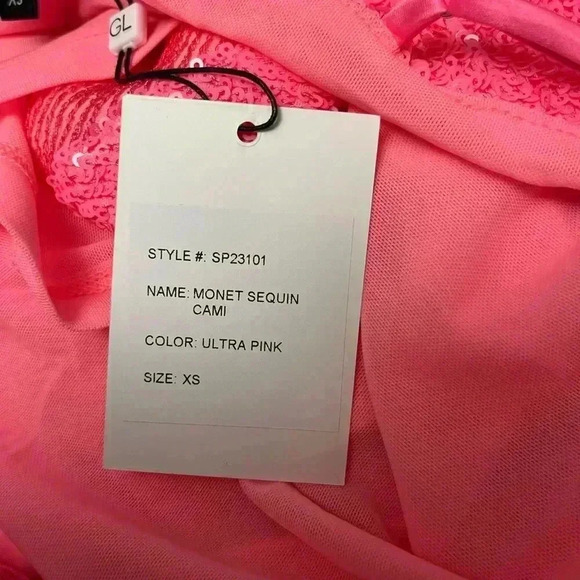 XS
GL
STYLE #: SP23101
NAME: MONET SEQUIN
CAMI
COLOR: ULTRA PINK
SIZE: XS